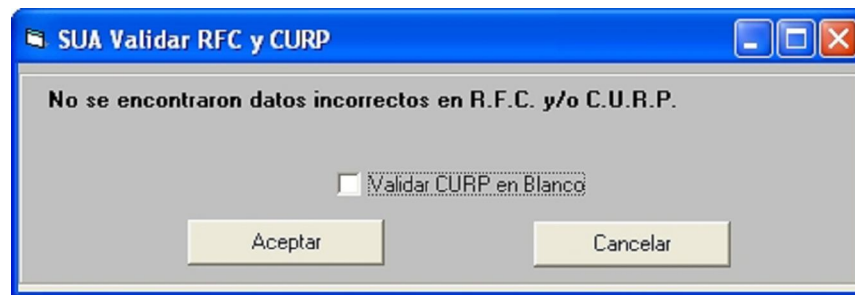 SUA Validar RFC y CURP
No se encontraron datos incorrectos en R.F.C. y/o C.U.R.P.
Validar CURP en Blanco
Aceptar
Cancelar